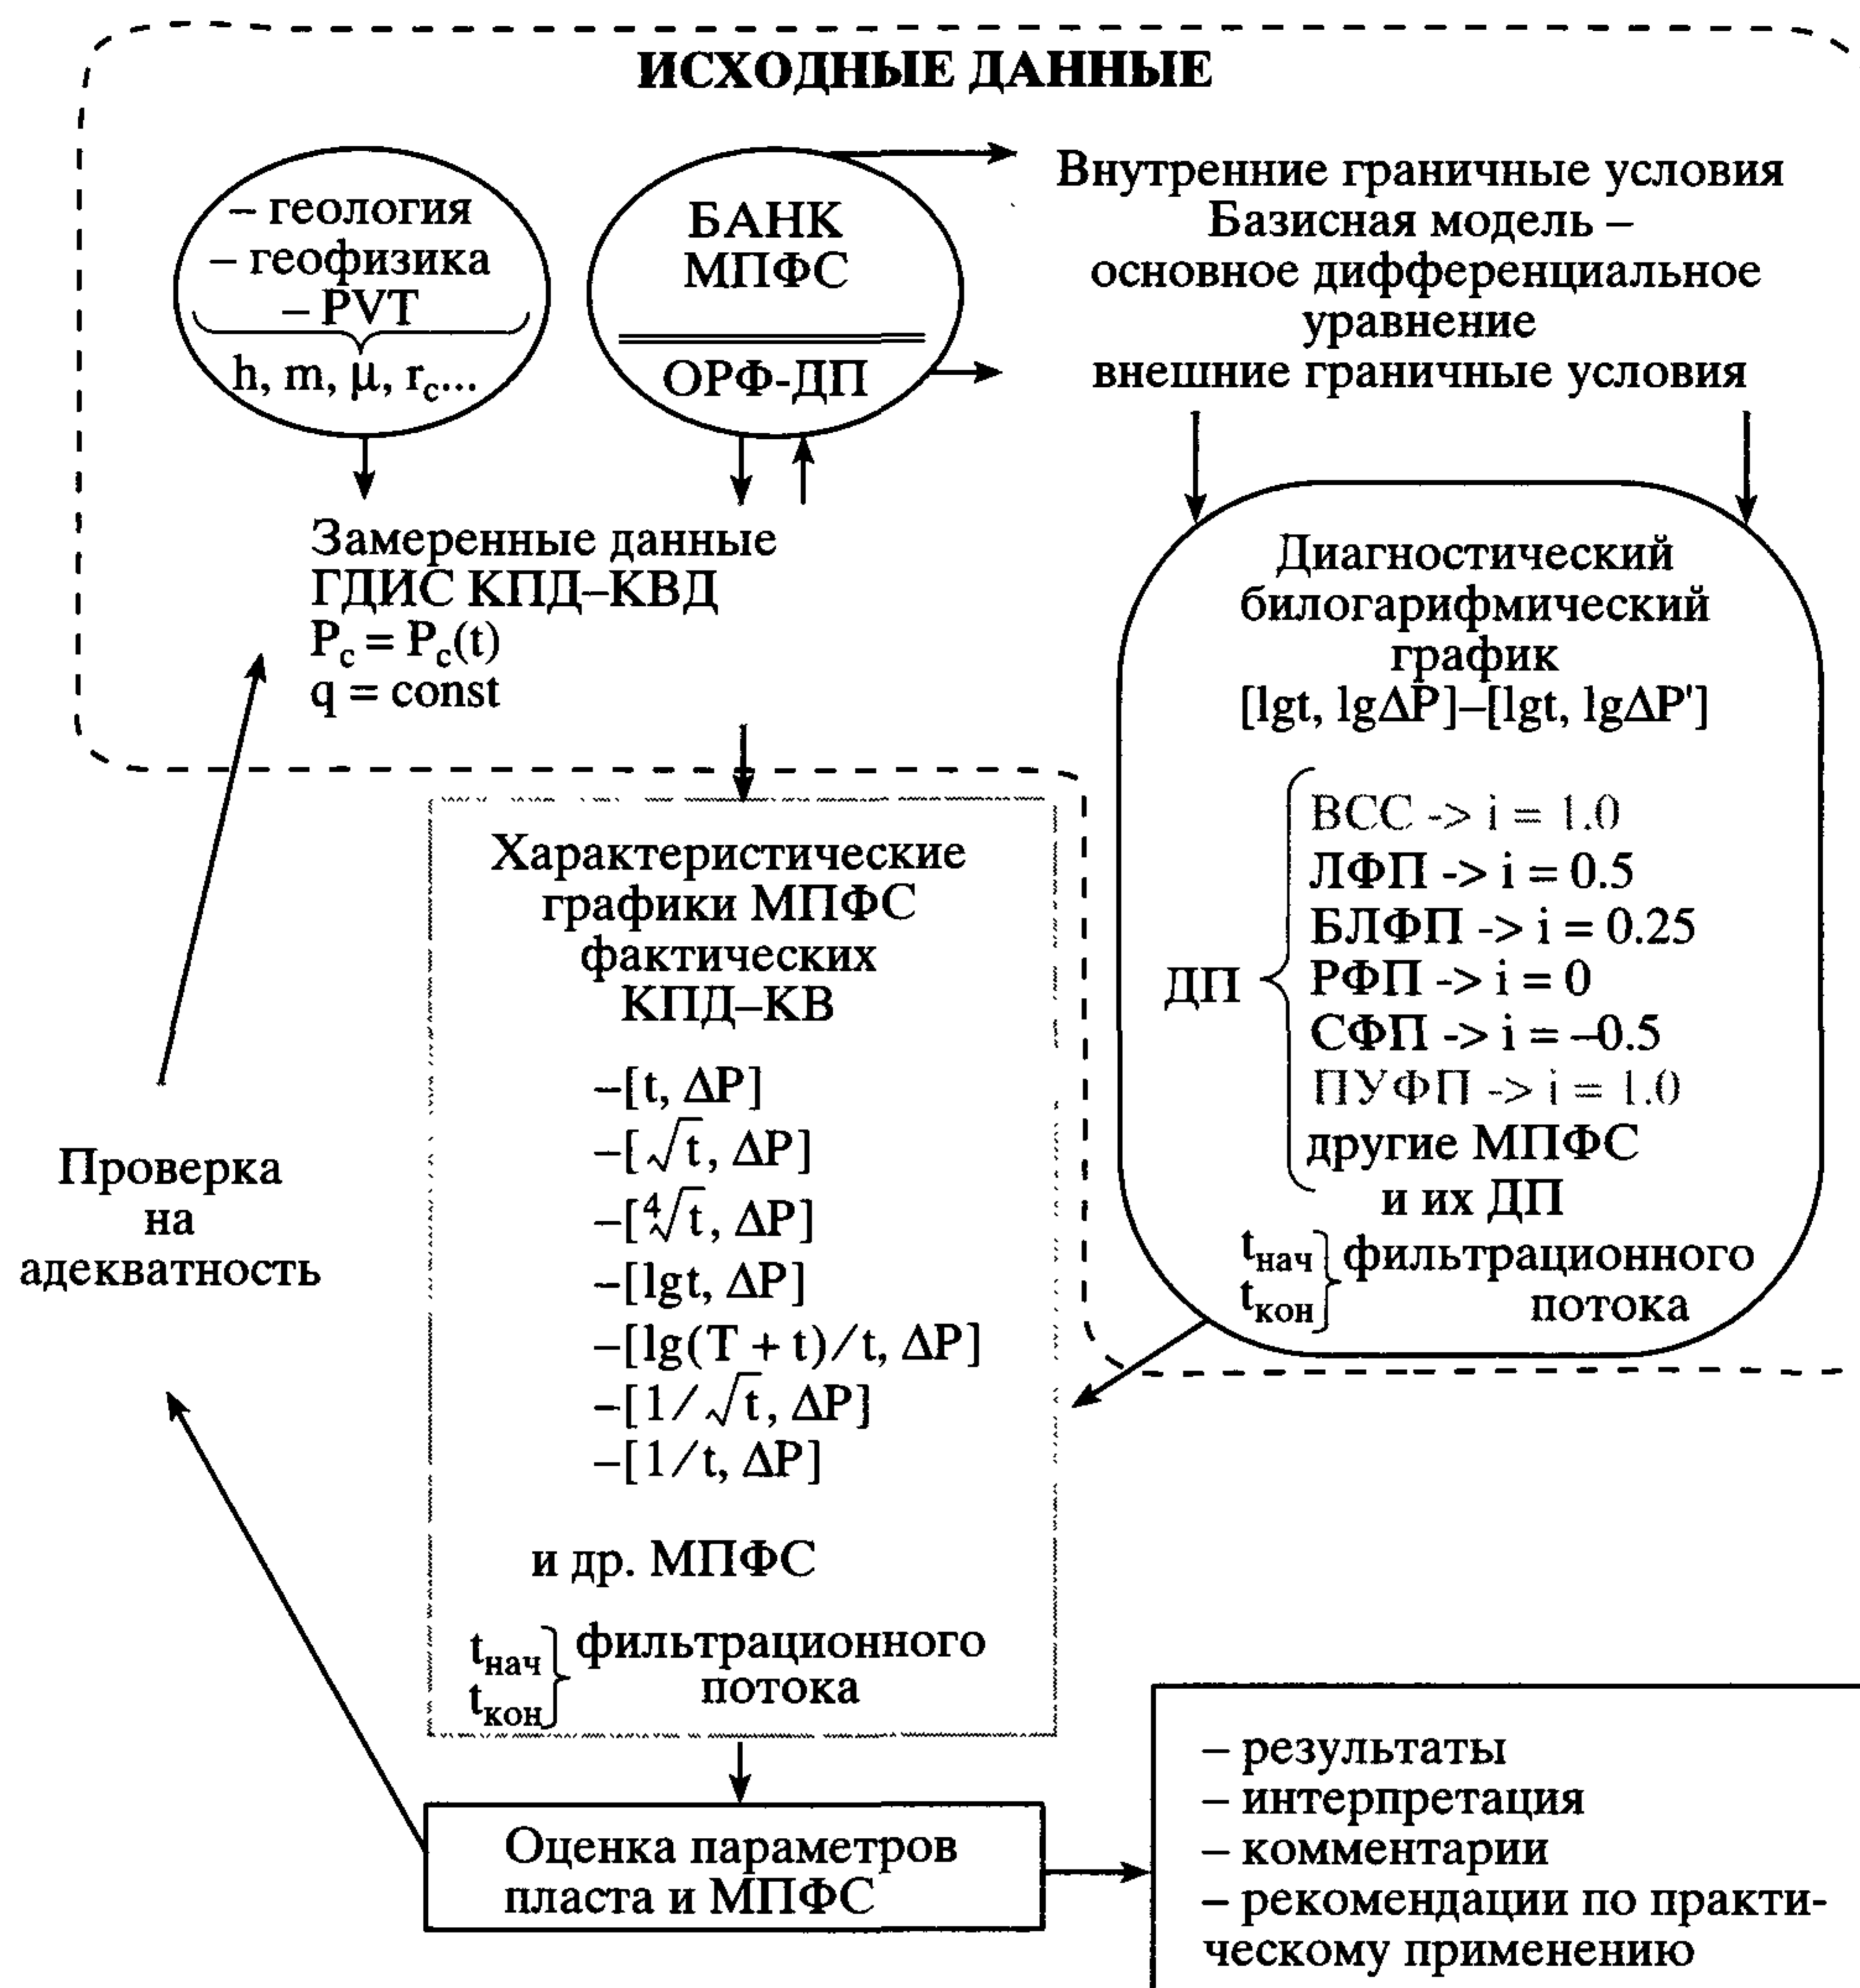 ИСХОДНЫЕ ДАННЫЕ
– геология
– геофизика
– PVT
h, m, μ, r_c...
БАНК
МПФС
ОРФ-ДП
Внутренние граничные условия
Базисная модель –
основное дифференциальное
уравнение
внешние граничные условия
Замеренные данные
ГДИС КПД–КВД
P_c = P_c(t)
q = const
Диагностический
билогарифмический
график
[lgt, lgΔP]–[lgt, lgΔP']
ДП
ВСС -> i = 1.0
ЛФП -> i = 0.5
БЛФП -> i = 0.25
РФП -> i = 0
СФП -> i = –0.5
ПУФП -> i = 1.0
другие МПФС
и их ДП
t_нач
t_кон
фильтрационного
потока
Характеристические
графики МПФС
фактических
КПД–КВ
–[t, ΔP]
–[√t, ΔP]
–[∜t, ΔP]
–[lgt, ΔP]
–[lg(T + t)/t, ΔP]
–[1/√t, ΔP]
–[1/t, ΔP]
и др. МПФС
t_нач
t_кон
фильтрационного
потока
Проверка
на
адекватность
Оценка параметров
пласта и МПФС
– результаты
– интерпретация
– комментарии
– рекомендации по практи-
ческому применению